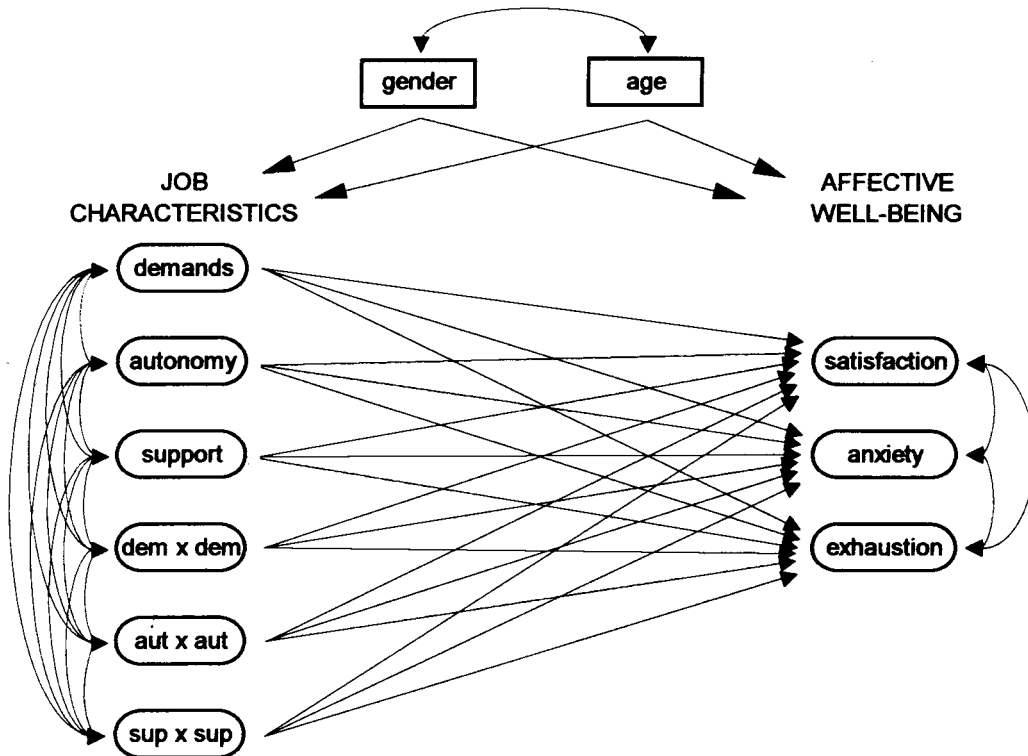 gender
age
JOB
CHARACTERISTICS
AFFECTIVE
WELL-BEING
demands
autonomy
support
dem x dem
aut x aut
sup x sup
satisfaction
anxiety
exhaustion